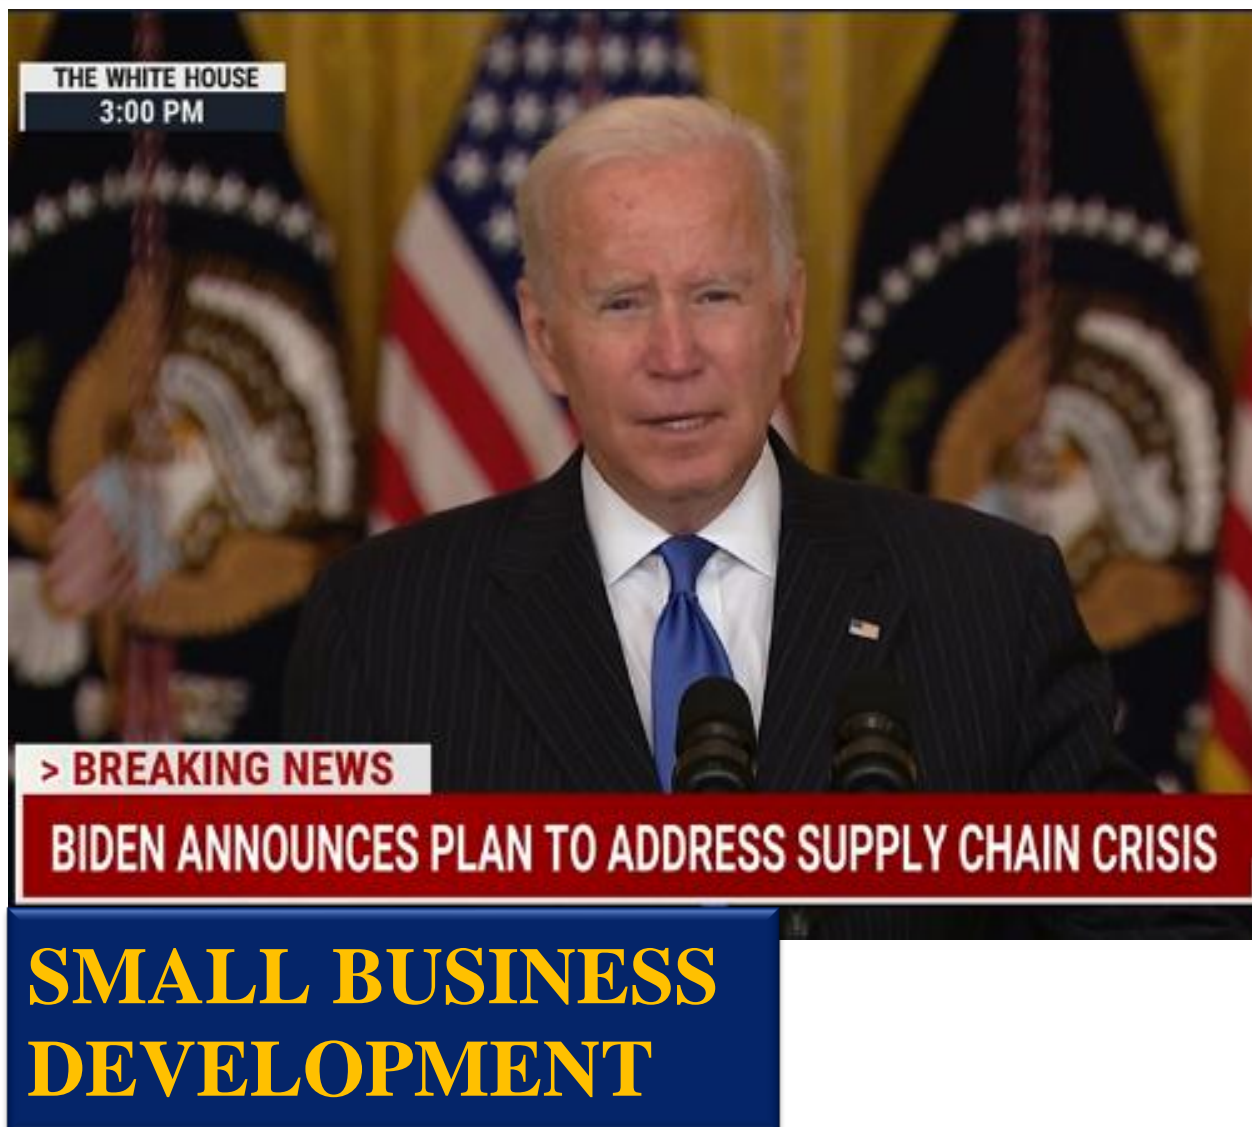 THE WHITE HOUSE
3:00 PM
> BREAKING NEWS
BIDEN ANNOUNCES PLAN TO ADDRESS SUPPLY CHAIN CRISIS
SMALL BUSINESS
DEVELOPMENT